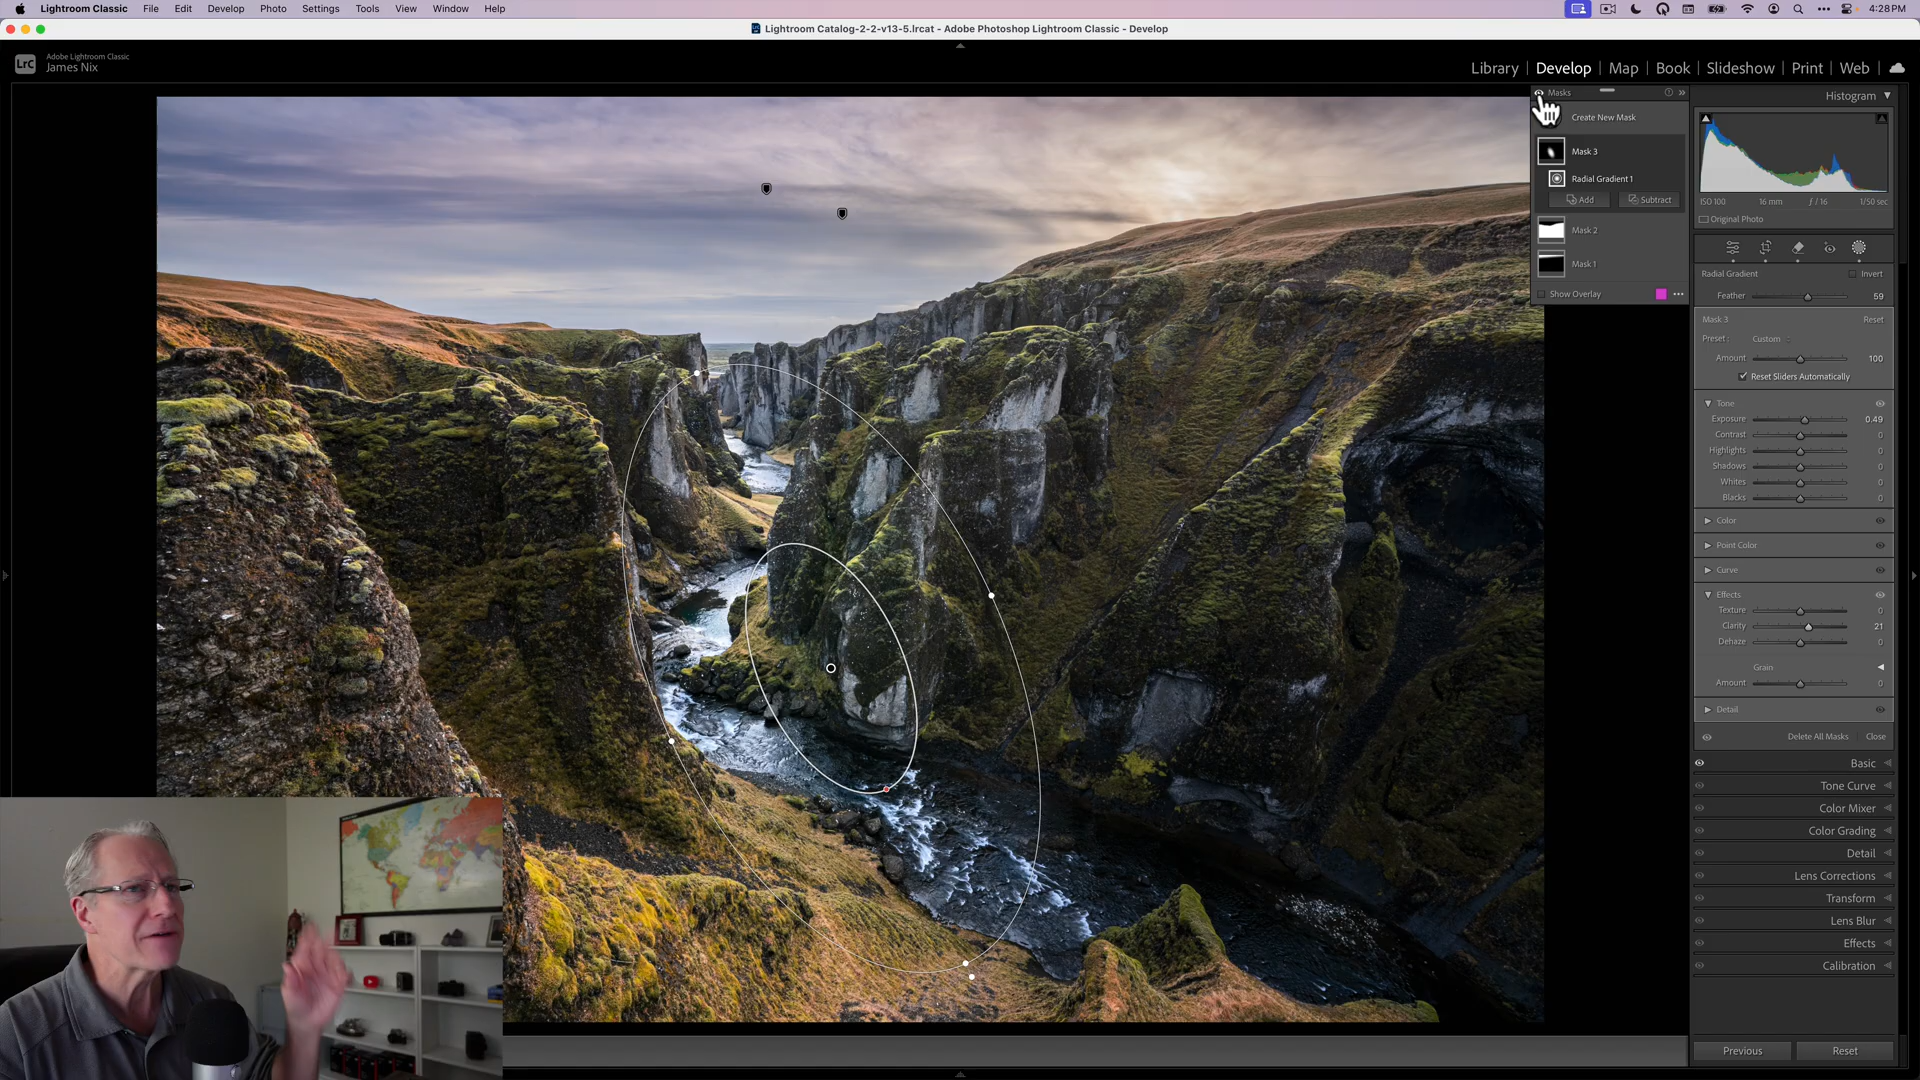 Lightroom Classic File Edit Develop Photo Settings Tools View Window Help 4:28PM
Lightroom Catalog-2-2-v13-5.lrcat - Adobe Photoshop Lightroom Classic - Develop
LrC
Adobe Lightroom Classic
James Nix
Library | Develop | Map | Book | Slideshow | Print | Web |
Masks
Create New Mask
Mask 3
Radial Gradient 1
Add Subtract
Mask 2
Mask 1
Show Overlay
Histogram
ISO 100 16 mm ƒ / 16 1/50 sec
Original Photo
Radial Gradient Invert
Feather 59
Mask 3 Reset
Preset : Custom
Amount 100
Reset Sliders Automatically
Tone
Exposure 0.49
Contrast 0
Highlights 0
Shadows 0
Whites 0
Blacks 0
Color
Point Color
Curve
Effects
Texture 0
Clarity 21
Dehaze 0
Grain
Amount 0
Detail
Delete All Masks Close
Basic
Tone Curve
Color Mixer
Color Grading
Detail
Lens Corrections
Transform
Lens Blur
Effects
Calibration
Previous Reset